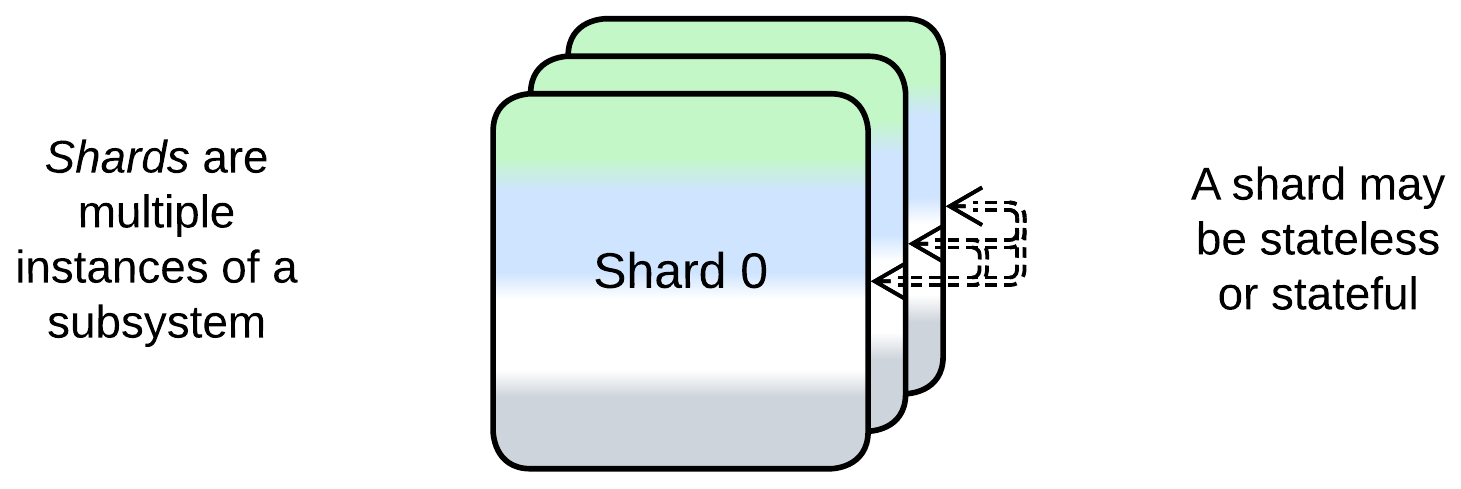 Shards are
multiple
instances of a
subsystem
Shard 0
A shard may
be stateless
or stateful